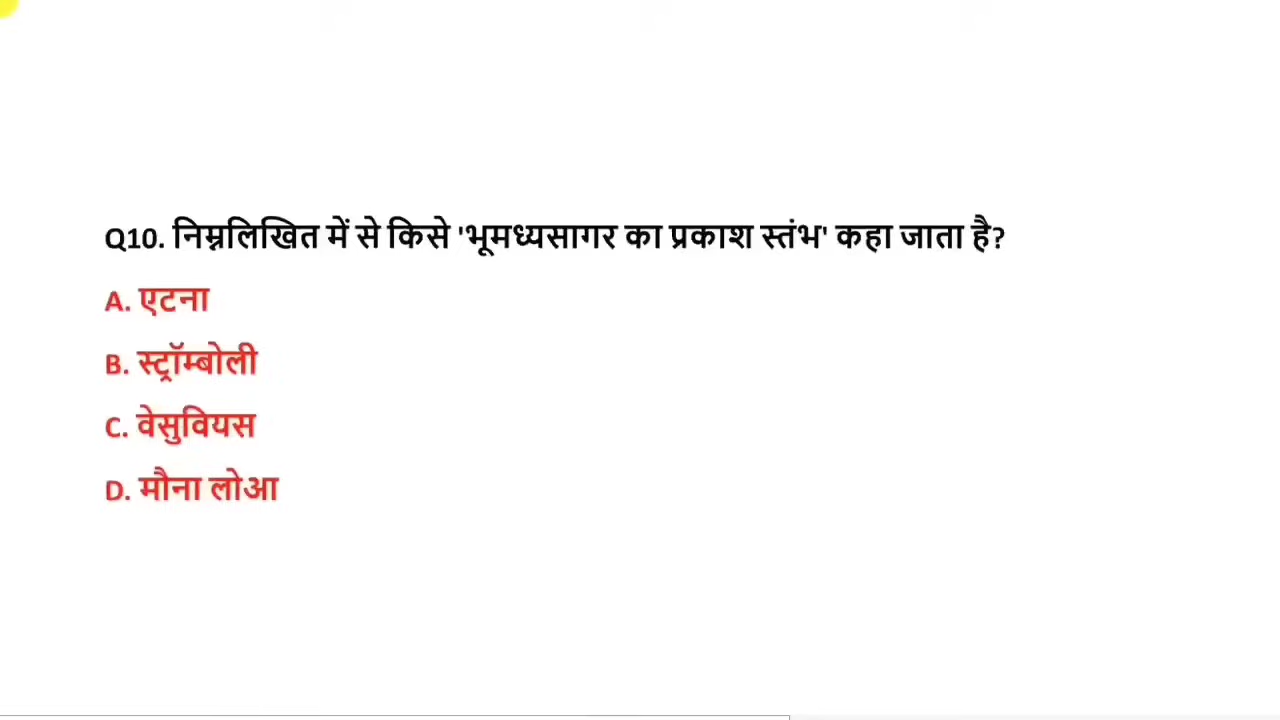 Q10. निम्नलिखित में से किसे 'भूमध्यसागर का प्रकाश स्तंभ' कहा जाता है?
A. एटना
B. स्ट्रॉम्बोली
C. वेसुवियस
D. मौना लोआ